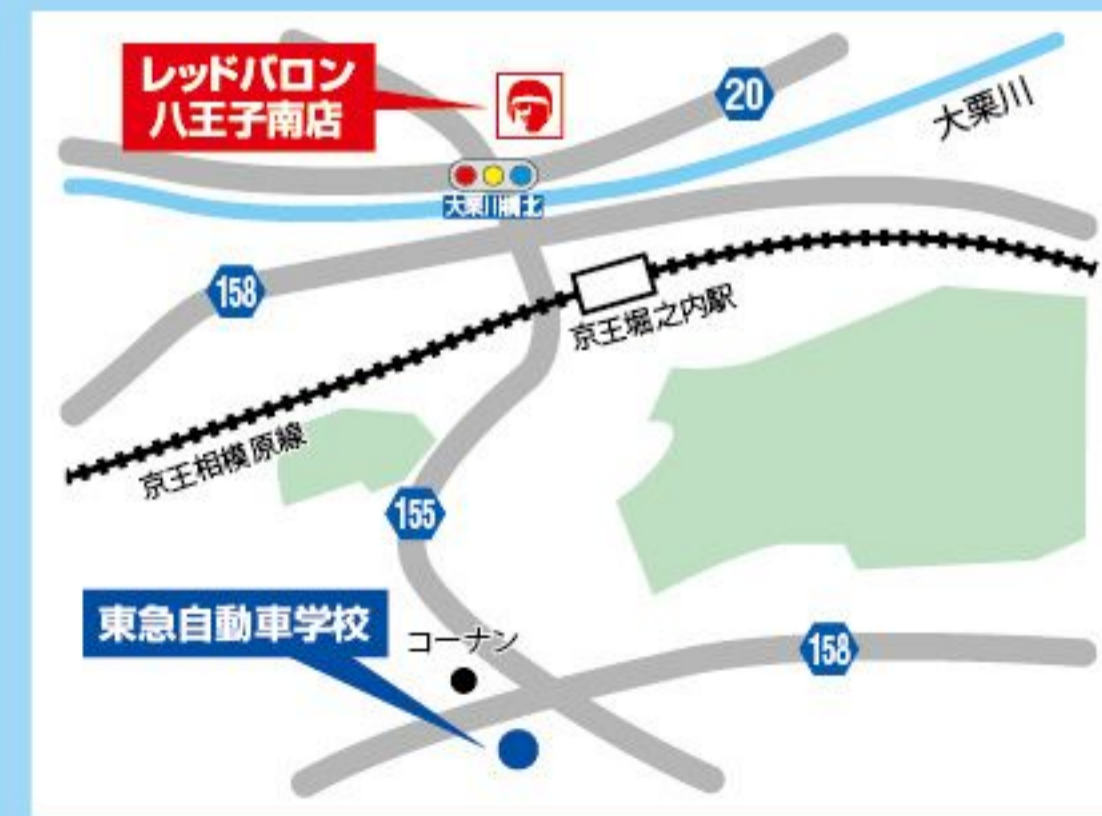 レッドバロン
八王子南店
20
大栗川
大栗川橋北
158
京王堀之内駅
京王相模原線
155
東急自動車学校
コーナン
158